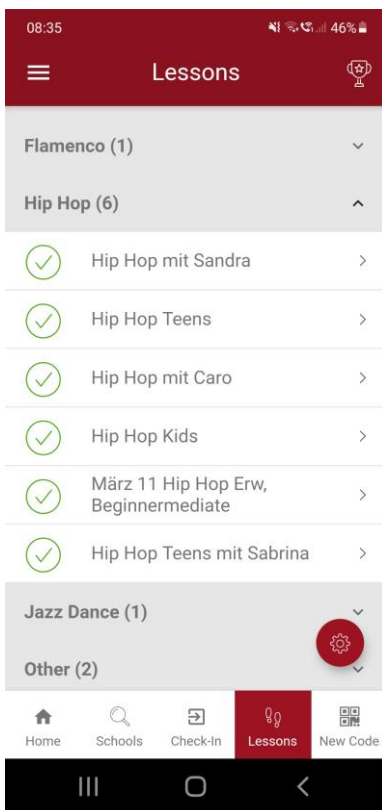 08:35
46%
Lessons
Flamenco (1)
Hip Hop (6)
Hip Hop mit Sandra
Hip Hop Teens
Hip Hop mit Caro
Hip Hop Kids
März 11 Hip Hop Erw,
Beginnermediate
Hip Hop Teens mit Sabrina
Jazz Dance (1)
Other (2)
Home
Schools
Check-In
Lessons
New Code